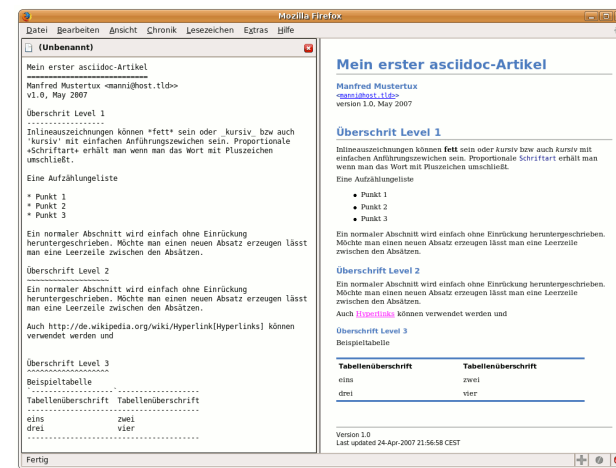 Mozilla Firefox
Datei Bearbeiten Ansicht Chronik Lesezeichen Extras Hilfe
(Unbenannt)
Mein erster asciidoc-Artikel
============================
Manfred Mustertux <manni@host.tld>>
v1.0, May 2007
Überschrit Level 1
------------------
Inlineauszeichnungen können *fett* sein oder _kursiv_ bzw auch
'kursiv' mit einfachen Anführungszewichen sein. Proportionale
+Schriftart+ erhält man wenn man das Wort mit Pluszeichen
umschließt.
Eine Aufzählungliste
* Punkt 1
* Punkt 2
* Punkt 3
Ein normaler Abschnitt wird einfach ohne Einrückung
heruntergeschrieben. Möchte man einen neuen Absatz erzeugen lässt
man eine Leerzeile zwischen den Absätzen.
Überschrift Level 2
~~~~~~~~~~~~~~~~~~~
Ein normaler Abschnitt wird einfach ohne Einrückung
heruntergeschrieben. Möchte man einen neuen Absatz erzeugen lässt
man eine Leerzeile zwischen den Absätzen.
Auch http://de.wikipedia.org/wiki/Hyperlink[Hyperlinks] können
verwendet werden und
Überschrift Level 3
^^^^^^^^^^^^^^^^^^^
Beispieltabelle
`-------------------`-------------------
Tabellenüberschrift Tabellenüberschrift
----------------------------------------
eins zwei
drei vier
----------------------------------------
Mein erster asciidoc-Artikel
Manfred Mustertux
<manni@host.tld>>
version 1.0, May 2007
Überschrit Level 1
Inlineauszeichnungen können fett sein oder kursiv bzw auch kursiv mit
einfachen Anführungszewichen sein. Proportionale Schriftart erhält man
wenn man das Wort mit Pluszeichen umschließt.
Eine Aufzählungliste
• Punkt 1
• Punkt 2
• Punkt 3
Ein normaler Abschnitt wird einfach ohne Einrückung heruntergeschrieben.
Möchte man einen neuen Absatz erzeugen lässt man eine Leerzeile
zwischen den Absätzen.
Überschrift Level 2
Ein normaler Abschnitt wird einfach ohne Einrückung heruntergeschrieben.
Möchte man einen neuen Absatz erzeugen lässt man eine Leerzeile
zwischen den Absätzen.
Auch Hyperlinks können verwendet werden und
Überschrift Level 3
Beispieltabelle
Tabellenüberschrift Tabellenüberschrift
eins zwei
drei vier
Version 1.0
Last updated 24-Apr-2007 21:56:58 CEST
Fertig